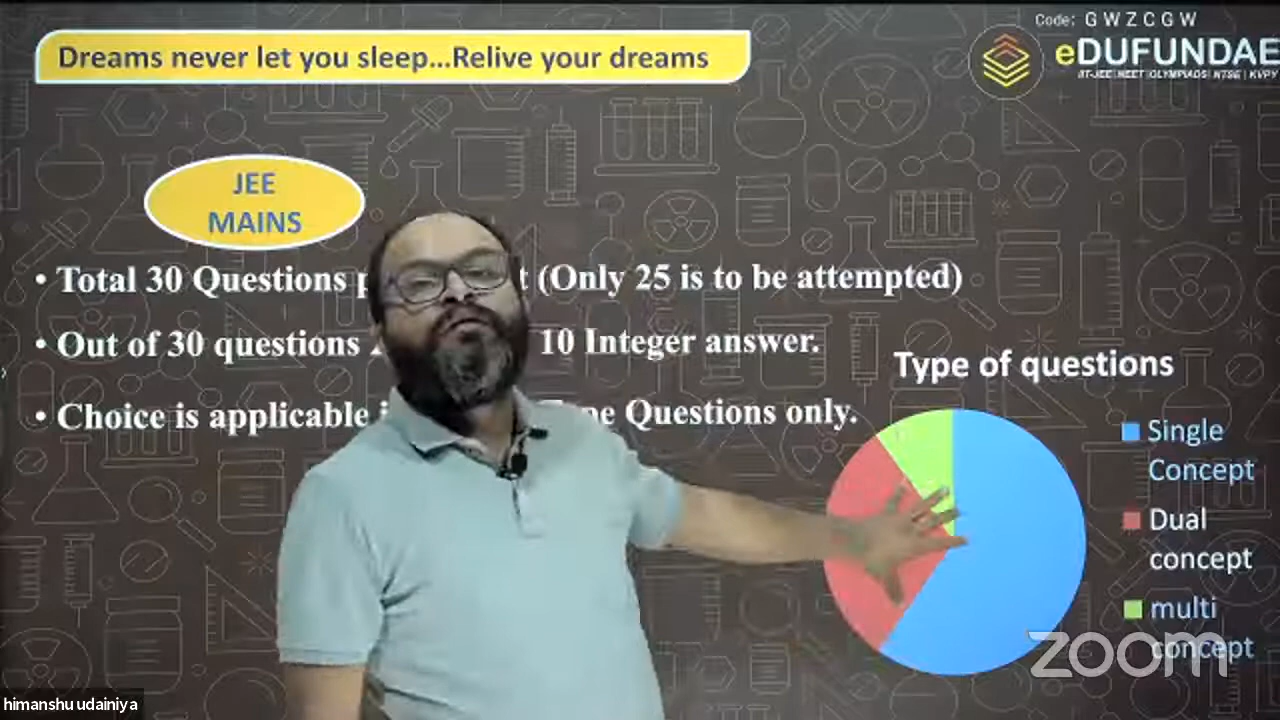 Code: GWZCGW
Dreams never let you sleep...Relive your dreams
eDUFUNDAE
IIT-JEE | NEET | OLYMPIADS | NTSE | KVPY
JEE
MAINS
• Total 30 Questions (Only 25 is to be attempted)
• Out of 30 questions 10 Integer answer.
• Choice is applicable Questions only.
Type of questions
Single
Concept
Dual
concept
multi
concept
zoom
himanshu udainiya